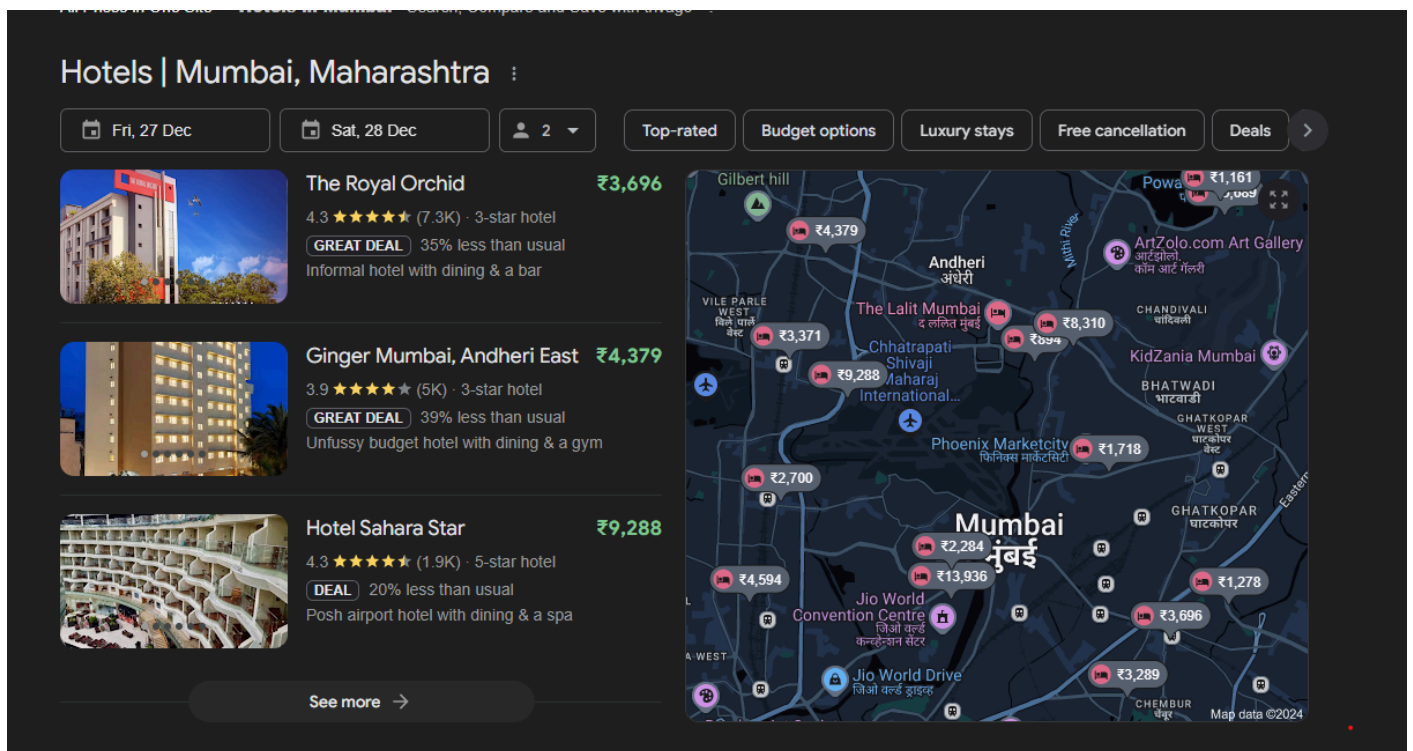 Hotels | Mumbai, Maharashtra
Fri, 27 Dec
Sat, 28 Dec
2
Top-rated
Budget options
Luxury stays
Free cancellation
Deals
The Royal Orchid
₹3,696
4.3 (7.3K) · 3-star hotel
GREAT DEAL 35% less than usual
Informal hotel with dining & a bar
Ginger Mumbai, Andheri East
₹4,379
3.9 (5K) · 3-star hotel
GREAT DEAL 39% less than usual
Unfussy budget hotel with dining & a gym
Hotel Sahara Star
₹9,288
4.3 (1.9K) · 5-star hotel
DEAL 20% less than usual
Posh airport hotel with dining & a spa
See more
Gilbert hill
Powa
₹1,161
₹4,379
Mithi River
ArtZolo.com Art Gallery
आर्टझोलो.
कॉम आर्ट गॅलरी
Andheri
अंधेरी
VILE PARLE
WEST
विले पार्ले
वेस्ट
The Lalit Mumbai
द ललित मुंबई
₹8,310
₹894
CHANDIVALI
चांदिवली
₹3,371
Chhatrapati
Shivaji
Maharaj
International...
KidZania Mumbai
₹9,288
BHATWADI
भाटवाडी
GHATKOPAR
WEST
घाटकोपर
वेस्ट
Phoenix Marketcity
फिनिक्स मार्केटसिटी
₹1,718
₹2,700
Eastern
GHATKOPAR
घाटकोपर
Mumbai
मुंबई
₹2,284
₹13,936
₹4,594
₹1,278
Jio World
Convention Centre
जिओ वर्ल्ड
कन्व्हेन्शन सेंटर
₹3,696
A WEST
Jio World Drive
जिओ वर्ल्ड ड्राइव्ह
₹3,289
CHEMBUR
चेंबूर
Map data ©2024